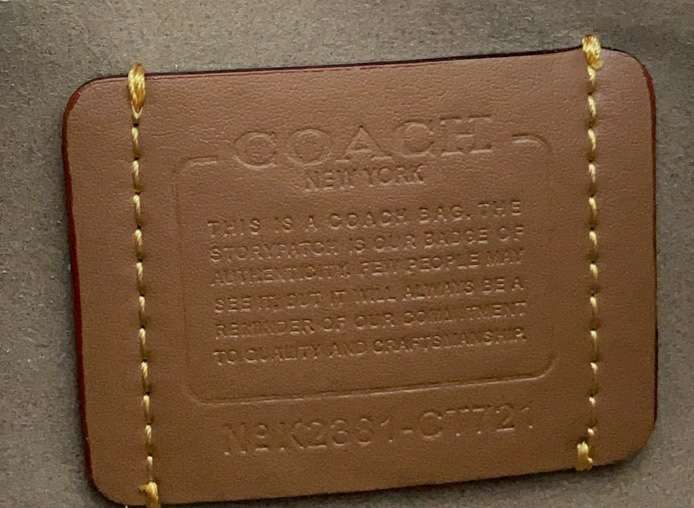 COACH
NEW YORK
THIS IS A COACH BAG. THE
STORYPATCH IS OUR BADGE OF
AUTHENTICITY. FEW PEOPLE MAY
SEE IT, BUT IT WILL ALWAYS BE A
REMINDER OF OUR COMMITMENT
TO QUALITY AND CRAFTSMANSHIP.
Nº K2381-CT721